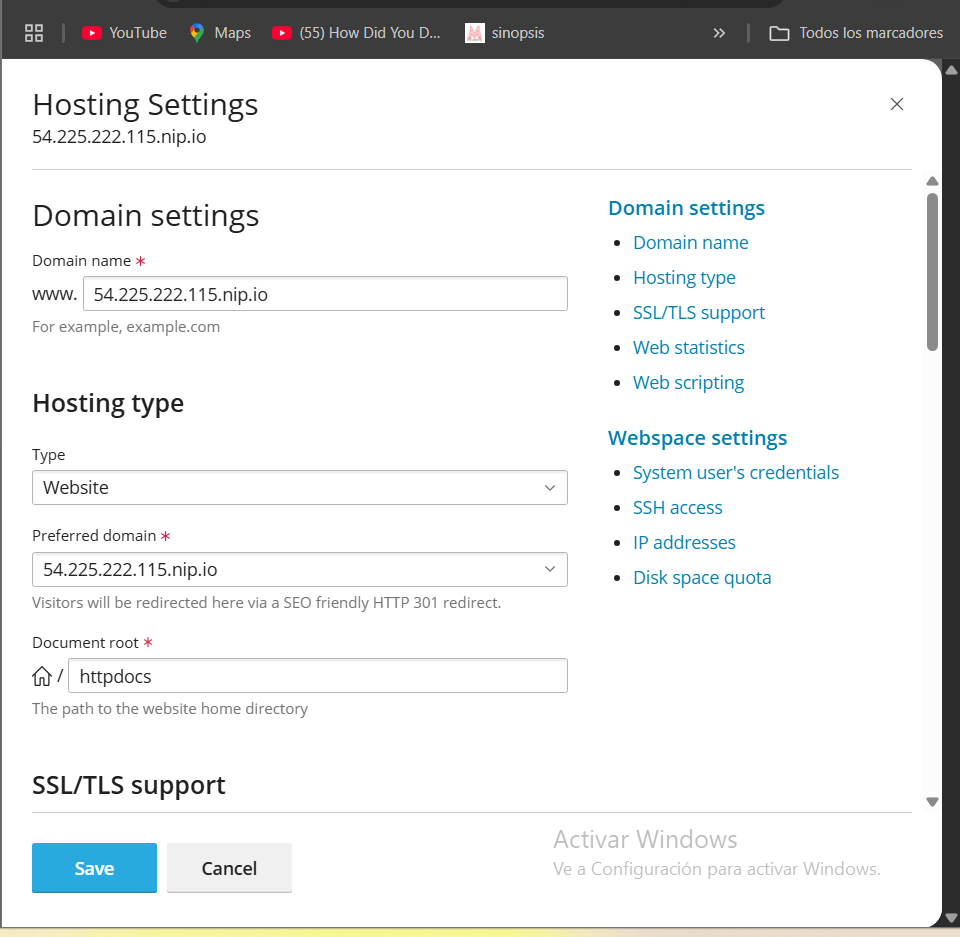 YouTube
Maps
(55) How Did You D...
sinopsis
»
Todos los marcadores
Hosting Settings
54.225.222.115.nip.io
Domain settings
Domain name *
www. 54.225.222.115.nip.io
For example, example.com
Hosting type
Type
Website
Preferred domain *
54.225.222.115.nip.io
Visitors will be redirected here via a SEO friendly HTTP 301 redirect.
Document root *
/ httpdocs
The path to the website home directory
SSL/TLS support
Domain settings
• Domain name
• Hosting type
• SSL/TLS support
• Web statistics
• Web scripting
Webspace settings
• System user's credentials
• SSH access
• IP addresses
• Disk space quota
Save
Cancel
Activar Windows
Ve a Configuración para activar Windows.